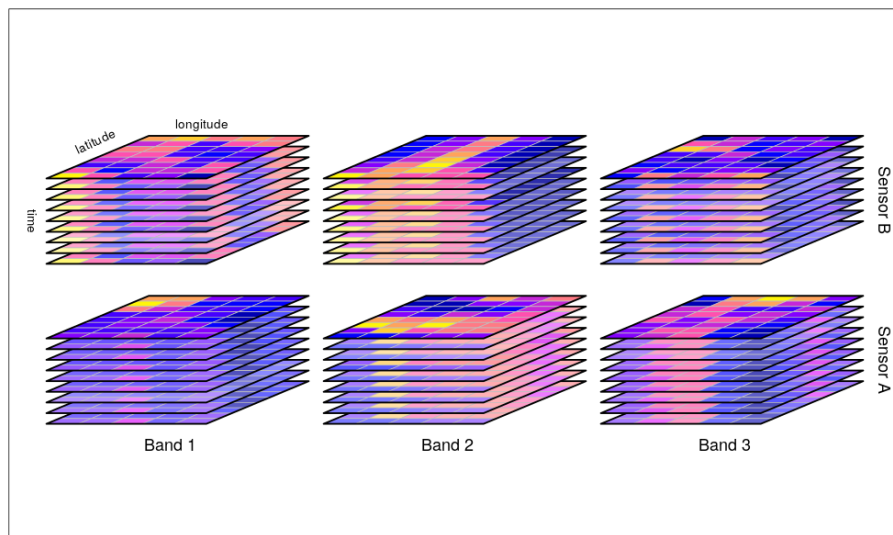 longitude
latitude
time
Sensor B
Sensor A
Band 1
Band 2
Band 3